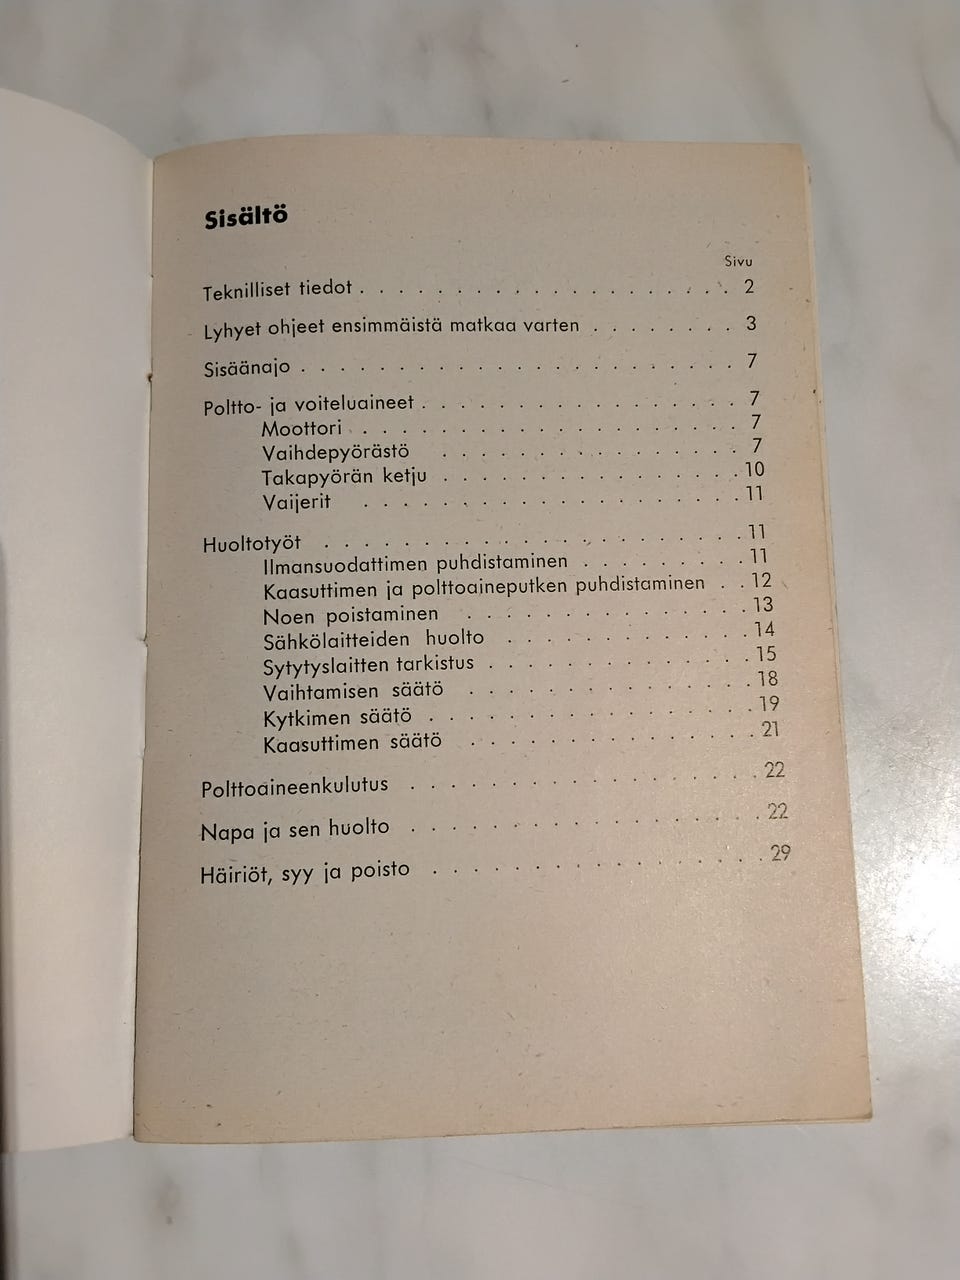 Sisältö
Sivu
Teknilliset tiedot . . . . . . . . . . . . . . . . . . . . 2
Lyhyet ohjeet ensimmäistä matkaa varten . . . . . . . . 3
Sisäänajo . . . . . . . . . . . . . . . . . . . . . . . 7
Poltto- ja voiteluaineet . . . . . . . . . . . . . . . . . 7
Moottori . . . . . . . . . . . . . . . . . . . . 7
Vaihdepyörästö . . . . . . . . . . . . . . . . 7
Takapyörän ketju . . . . . . . . . . . . . . . 10
Vaijerit . . . . . . . . . . . . . . . . . . . 11
Huoltotyöt . . . . . . . . . . . . . . . . . . . . . 11
Ilmansuodattimen puhdistaminen . . . . . . . . . 11
Kaasuttimen ja polttoaineputken puhdistaminen . . 12
Noen poistaminen . . . . . . . . . . . . . . 13
Sähkölaitteiden huolto . . . . . . . . . . . . 14
Sytytyslaitten tarkistus . . . . . . . . . . . . . 15
Vaihtamisen säätö . . . . . . . . . . . . . . 18
Kytkimen säätö . . . . . . . . . . . . . . . . 19
Kaasuttimen säätö . . . . . . . . . . . . . . 21
Polttoaineenkulutus . . . . . . . . . . . . . . . . . 22
Napa ja sen huolto . . . . . . . . . . . . . . . . . 22
Häiriöt, syy ja poisto . . . . . . . . . . . . . . . . 29